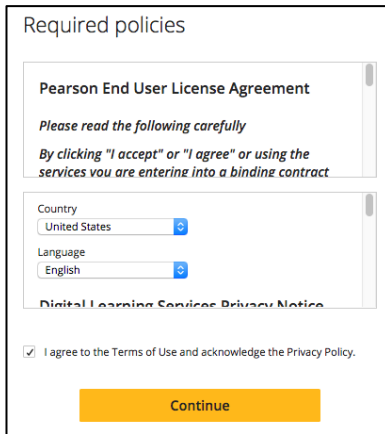 Required policies
Pearson End User License Agreement
Please read the following carefully
By clicking "I accept" or "I agree" or using the
services you are entering into a binding contract
Country
United States
Language
English
Digital Learning Services Privacy Notice
I agree to the Terms of Use and acknowledge the Privacy Policy.
Continue